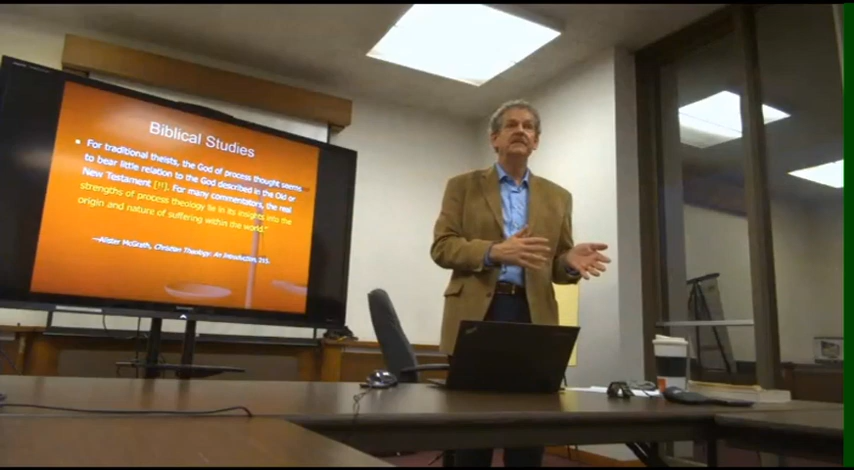 Biblical Studies
For traditional theists, the God of process thought seems
to bear little relation to the God described in the Old or
New Testament [!!]. For many commentators, the real
strengths of process theology lie in its insights into the
origin and nature of suffering within the world."
—Alister McGrath, Christian Theology: An Introduction, 215.